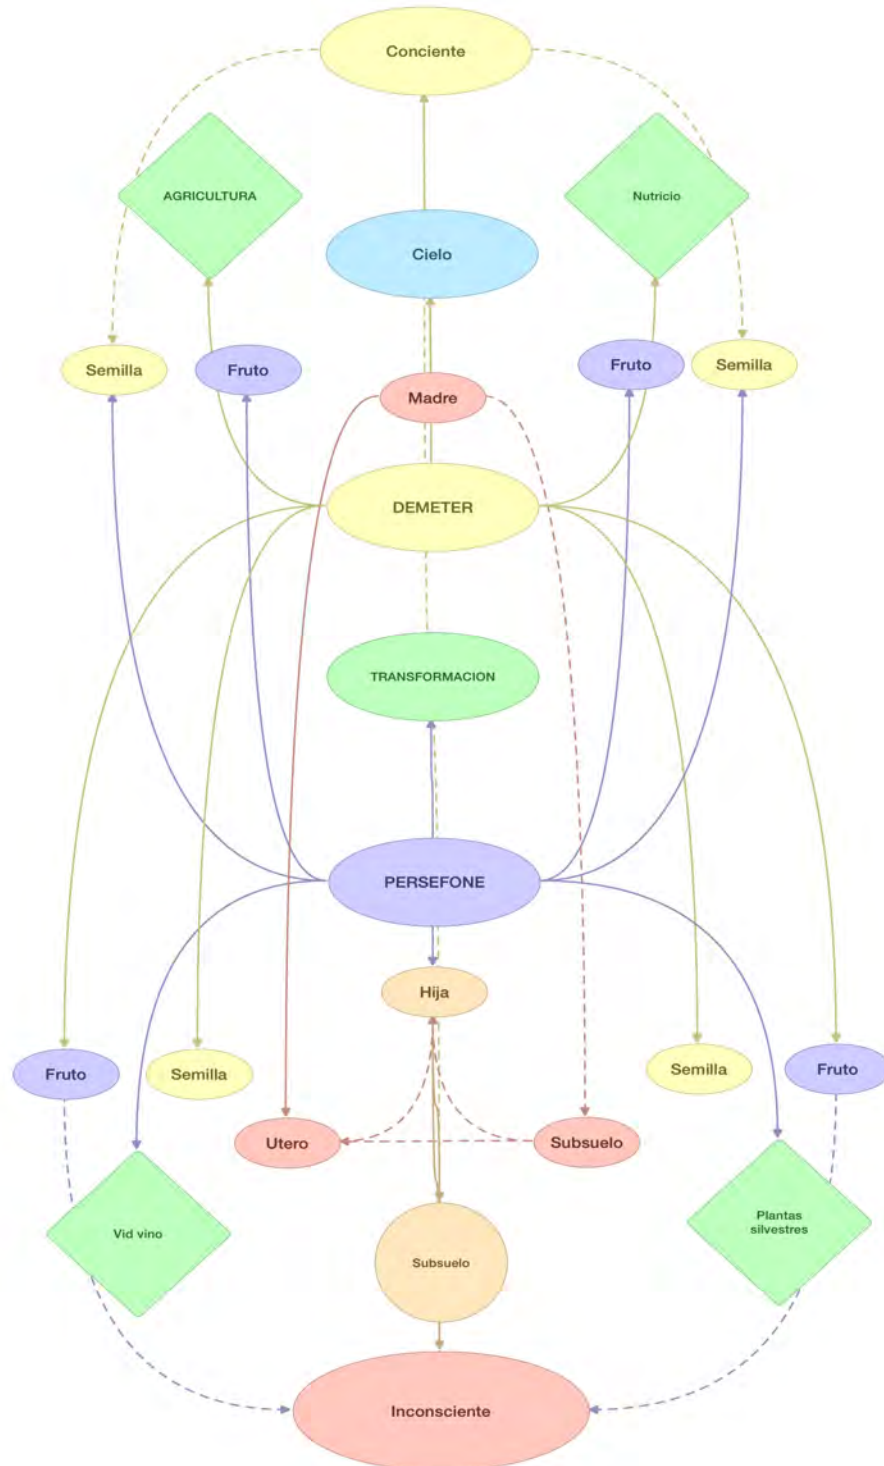 Conciente
AGRICULTURA
Nutricio
Cielo
Semilla
Fruto
Madre
Fruto
Semilla
DEMETER
TRANSFORMACION
PERSEFONE
Hija
Fruto
Semilla
Semilla
Fruto
Utero
Subsuelo
Vid vino
Plantas
silvestres
Subsuelo
Inconsciente